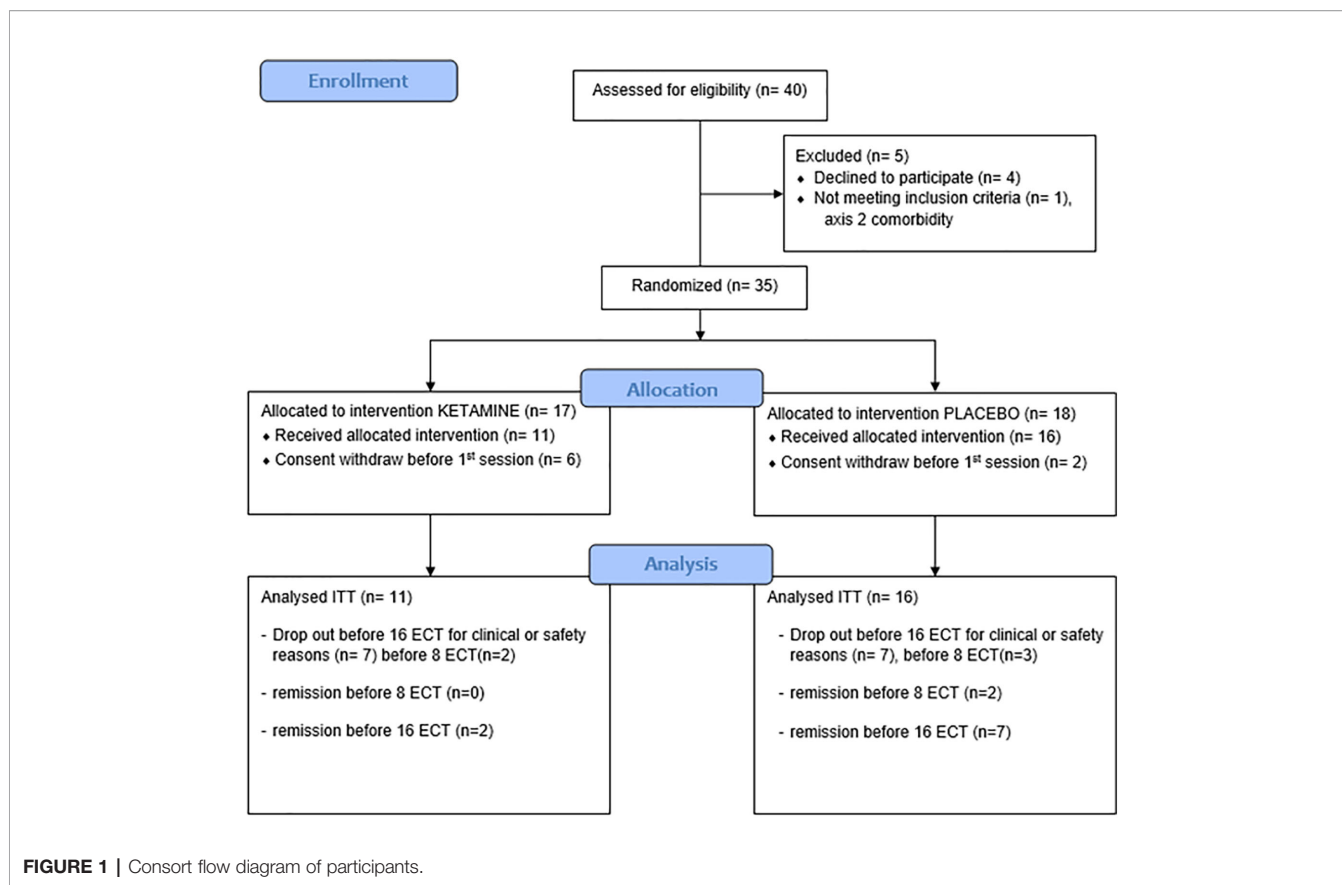 Enrollment
Assessed for eligibility (n= 40)
Excluded (n= 5)
♦ Declined to participate (n= 4)
♦ Not meeting inclusion criteria (n= 1),
axis 2 comorbidity
Randomized (n= 35)
Allocation
Allocated to intervention KETAMINE (n= 17)
♦ Received allocated intervention (n= 11)
♦ Consent withdraw before 1st session (n= 6)
Allocated to intervention PLACEBO (n= 18)
♦ Received allocated intervention (n= 16)
♦ Consent withdraw before 1st session (n= 2)
Analysis
Analysed ITT (n= 11)
- Drop out before 16 ECT for clinical or safety
reasons (n= 7) before 8 ECT(n=2)
- remission before 8 ECT (n=0)
- remission before 16 ECT (n=2)
Analysed ITT (n= 16)
- Drop out before 16 ECT for clinical or safety
reasons (n= 7), before 8 ECT(n=3)
- remission before 8 ECT (n=2)
- remission before 16 ECT (n=7)
FIGURE 1 | Consort flow diagram of participants.